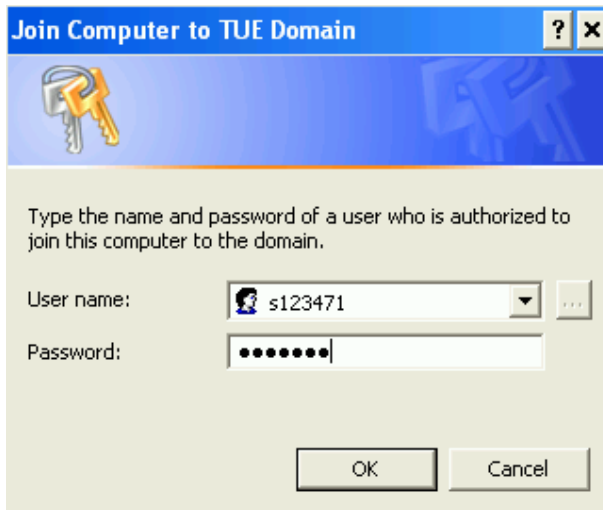 Join Computer to TUE Domain
Type the name and password of a user who is authorized to
join this computer to the domain.
User name: s123471 ...
Password: ●●●●●●●
OK Cancel